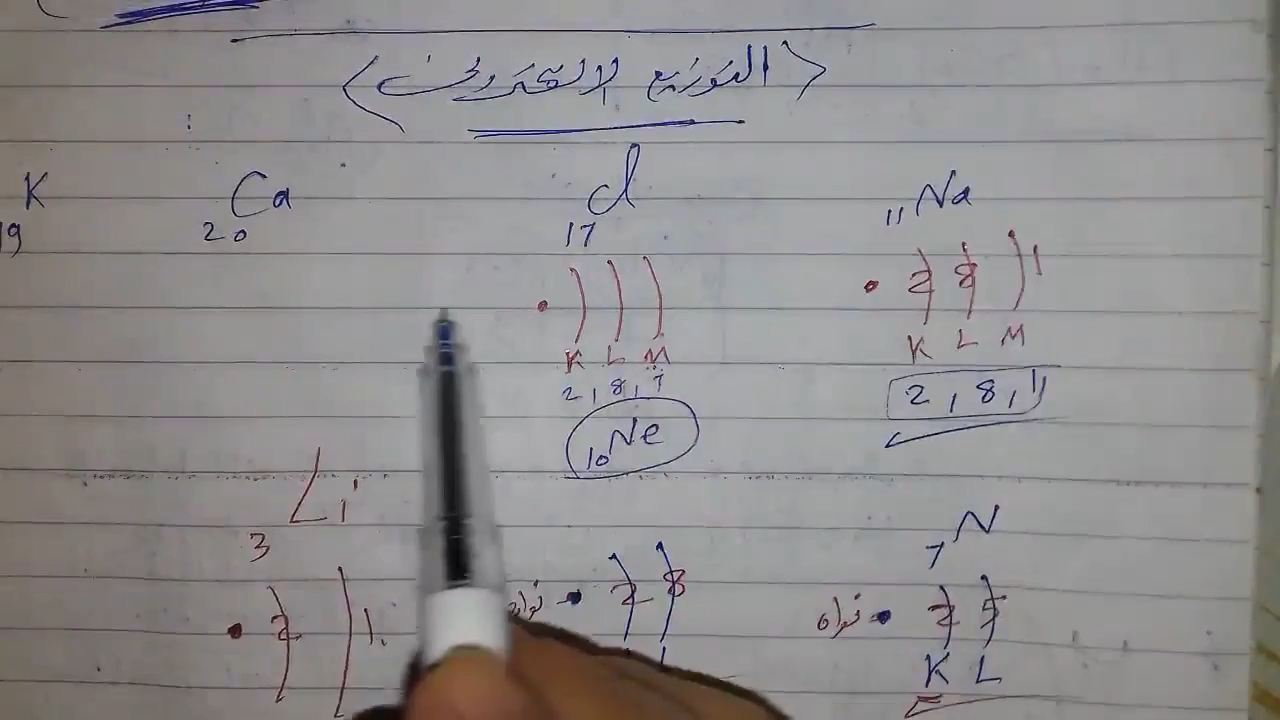 التوزيع الالكتروني
₁₁Na ₁₇Cl ₂₀Ca ₁₉K
2 8 1
K L M K L M
2 , 8 , 1 2 , 8 , 7
₁₀Ne
₇N ₃Li
نواة 2 5 نواة 2 8 2 1
K L